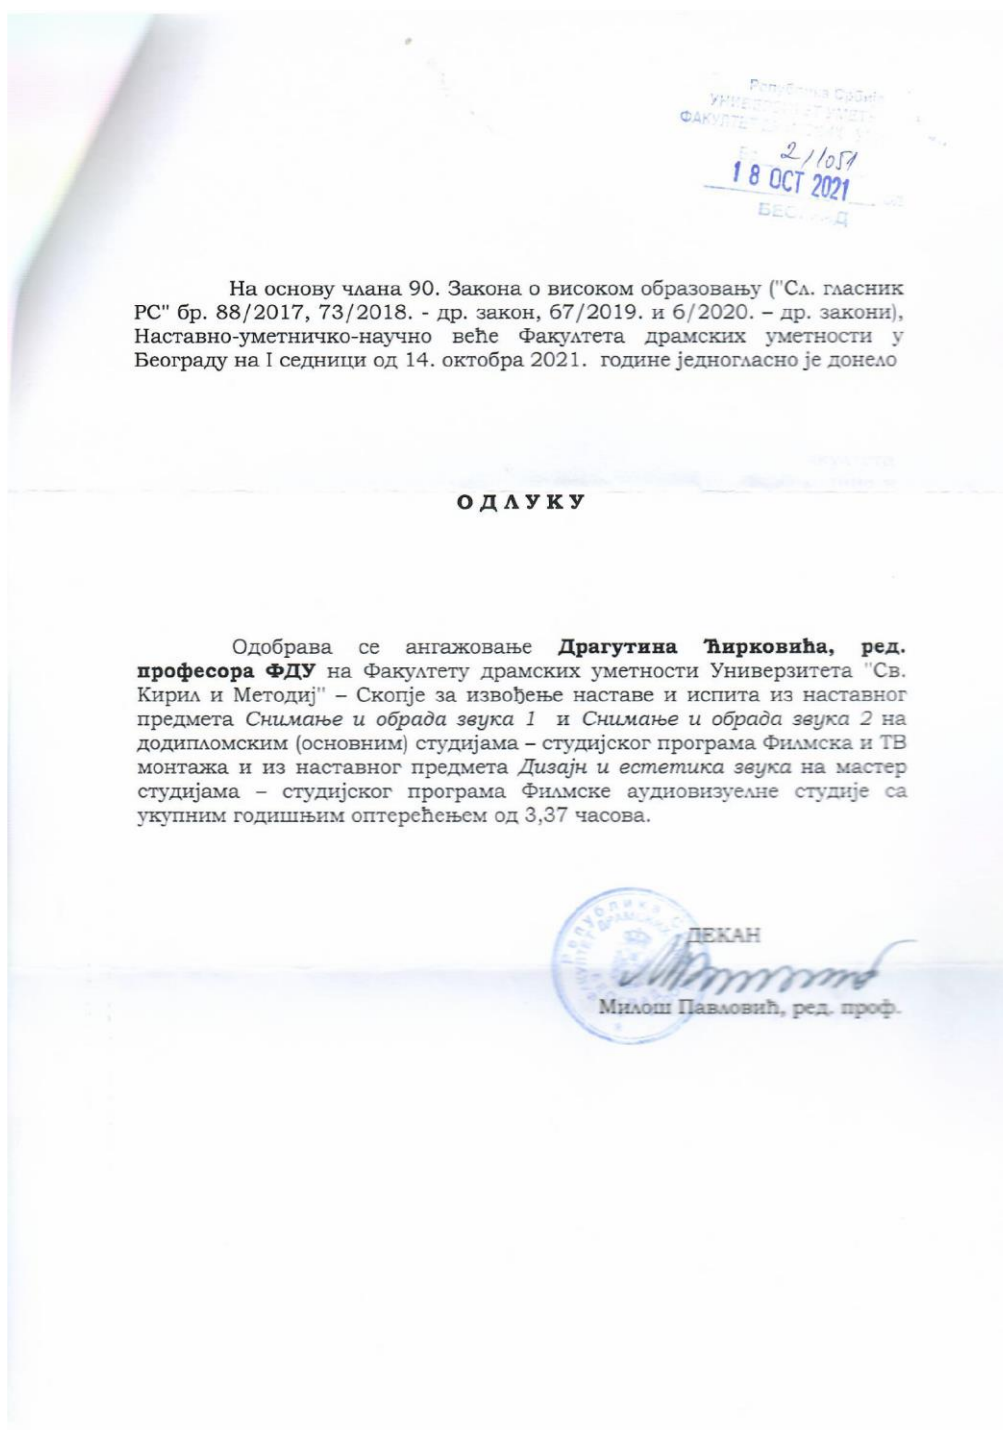 Република Србија
2/1051
18 ОСТ 2021
На основу члана 90. Закона о високом образовању ("Сл. гласник
РС" бр. 88/2017, 73/2018. - др. закон, 67/2019. и 6/2020. – др. закони),
Наставно-уметничко-научно веће Факултета драмских уметности у
Београду на I седници од 14. октобра 2021. године једногласно је донело
О Д Л У К У
Одобрава се ангажовање Драгутина Ћирковића, ред.
професора ФДУ на Факултету драмских уметности Универзитета "Св.
Кирил и Методиј" – Скопје за извођење наставе и испита из наставног
предмета Снимање и обрада звука 1 и Снимање и обрада звука 2 на
додипломским (основним) студијама – студијског програма Филмска и ТВ
монтажа и из наставног предмета Дизајн и естетика звука на мастер
студијама – студијског програма Филмске аудиовизуелне студије са
укупним годишњим оптерећењем од 3,37 часова.
ДЕКАН
Милош Павловић, ред. проф.